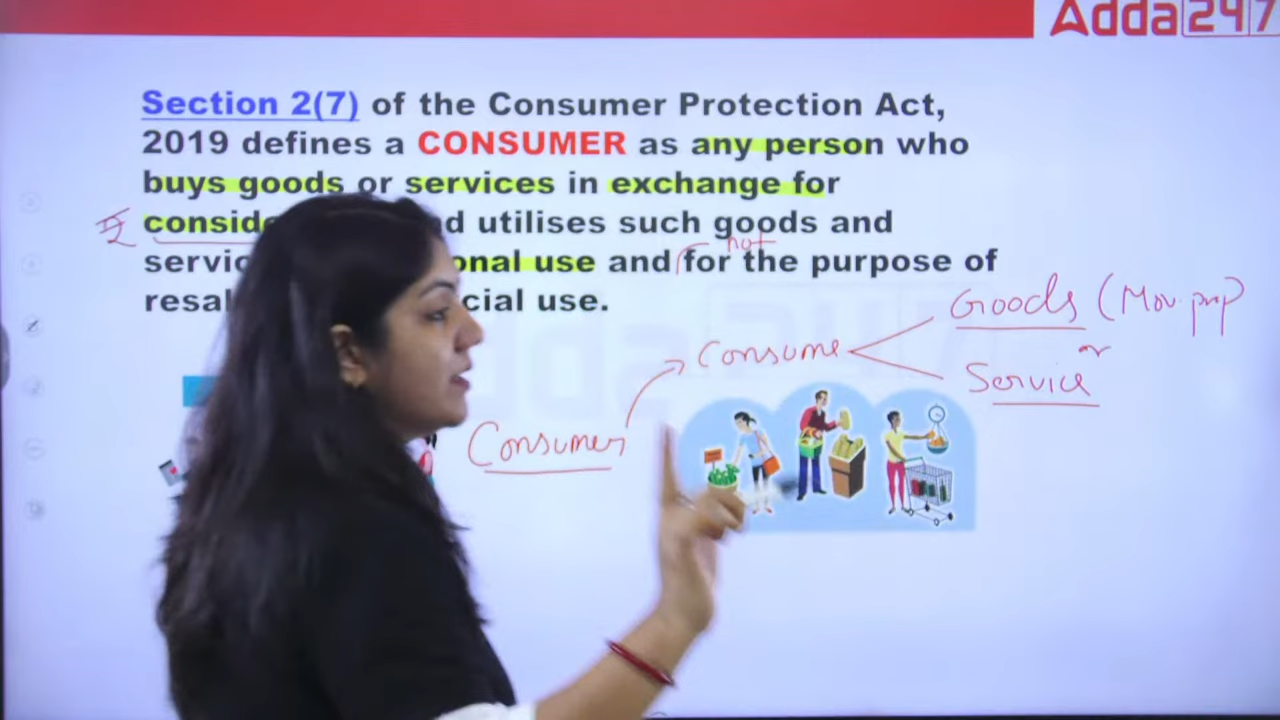 Adda247
Section 2(7) of the Consumer Protection Act,
2019 defines a CONSUMER as any person who
buys goods or services in exchange for
consid d utilises such goods and
servic onal use and for not the purpose of
resal cial use.
Goods (Mov. prop)
Consume or
Service
Consumer